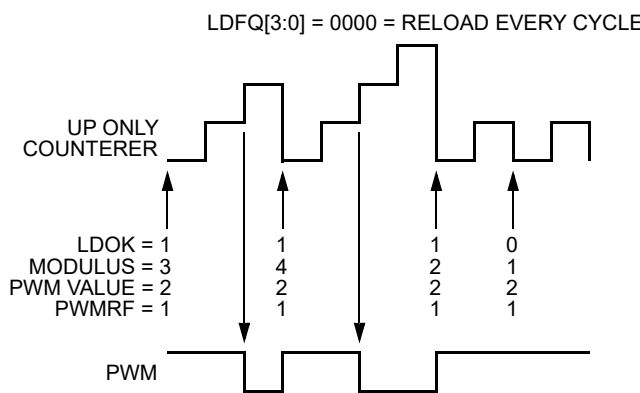 LDFQ[3:0] = 0000 = RELOAD EVERY CYCLE
UP ONLY
COUNTERER
LDOK = 1 1 1 0
MODULUS = 3 4 2 1
PWM VALUE = 2 2 2 2
PWMRF = 1 1 1 1
PWM